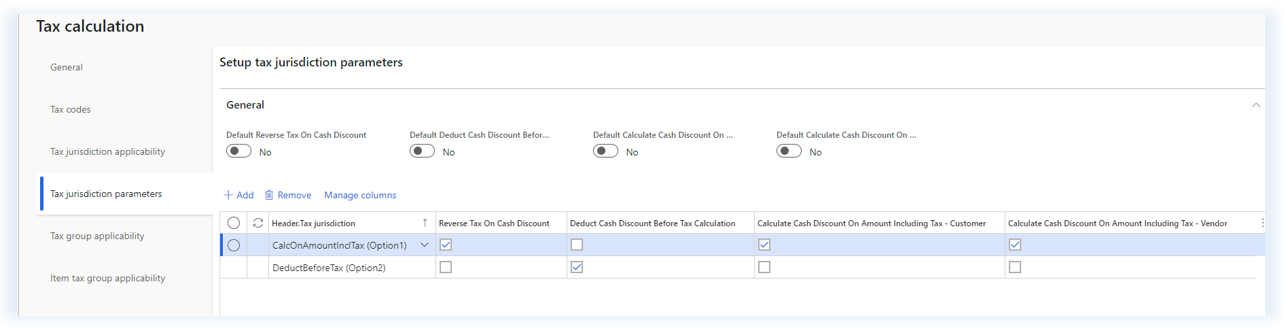 Tax calculation
General
Tax codes
Tax jurisdiction applicability
Tax jurisdiction parameters
Tax group applicability
Item tax group applicability
Setup tax jurisdiction parameters
General
Default Reverse Tax On Cash Discount
No
Default Deduct Cash Discount Befor...
No
Default Calculate Cash Discount On ...
No
Default Calculate Cash Discount On ...
No
Add Remove Manage columns
Header.Tax jurisdiction Reverse Tax On Cash Discount Deduct Cash Discount Before Tax Calculation Calculate Cash Discount On Amount Including Tax - Customer Calculate Cash Discount On Amount Including Tax - Vendor
CalcOnAmountInclTax (Option1)
DeductBeforeTax (Option2)